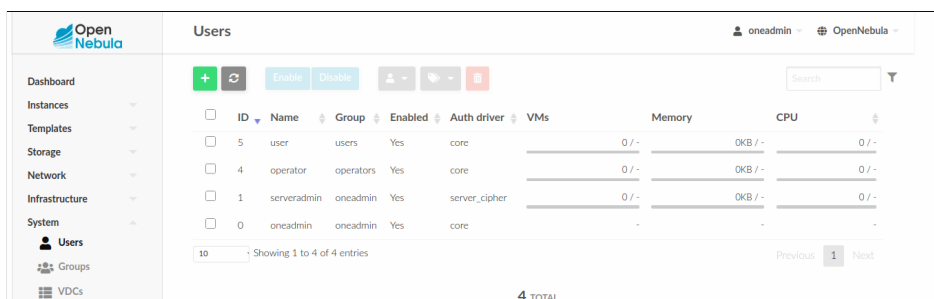 Open
Nebula
Users
oneadmin
OpenNebula
Dashboard
Instances
Templates
Storage
Network
Infrastructure
System
Users
Groups
VDCs
+ Enable Disable Search
ID Name Group Enabled Auth driver VMs Memory CPU
5 user users Yes core 0 / - 0KB / - 0 / -
4 operator operators Yes core 0 / - 0KB / - 0 / -
1 serveradmin oneadmin Yes server_cipher 0 / - 0KB / - 0 / -
0 oneadmin oneadmin Yes core - - -
10 Showing 1 to 4 of 4 entries Previous 1 Next
4 TOTAL